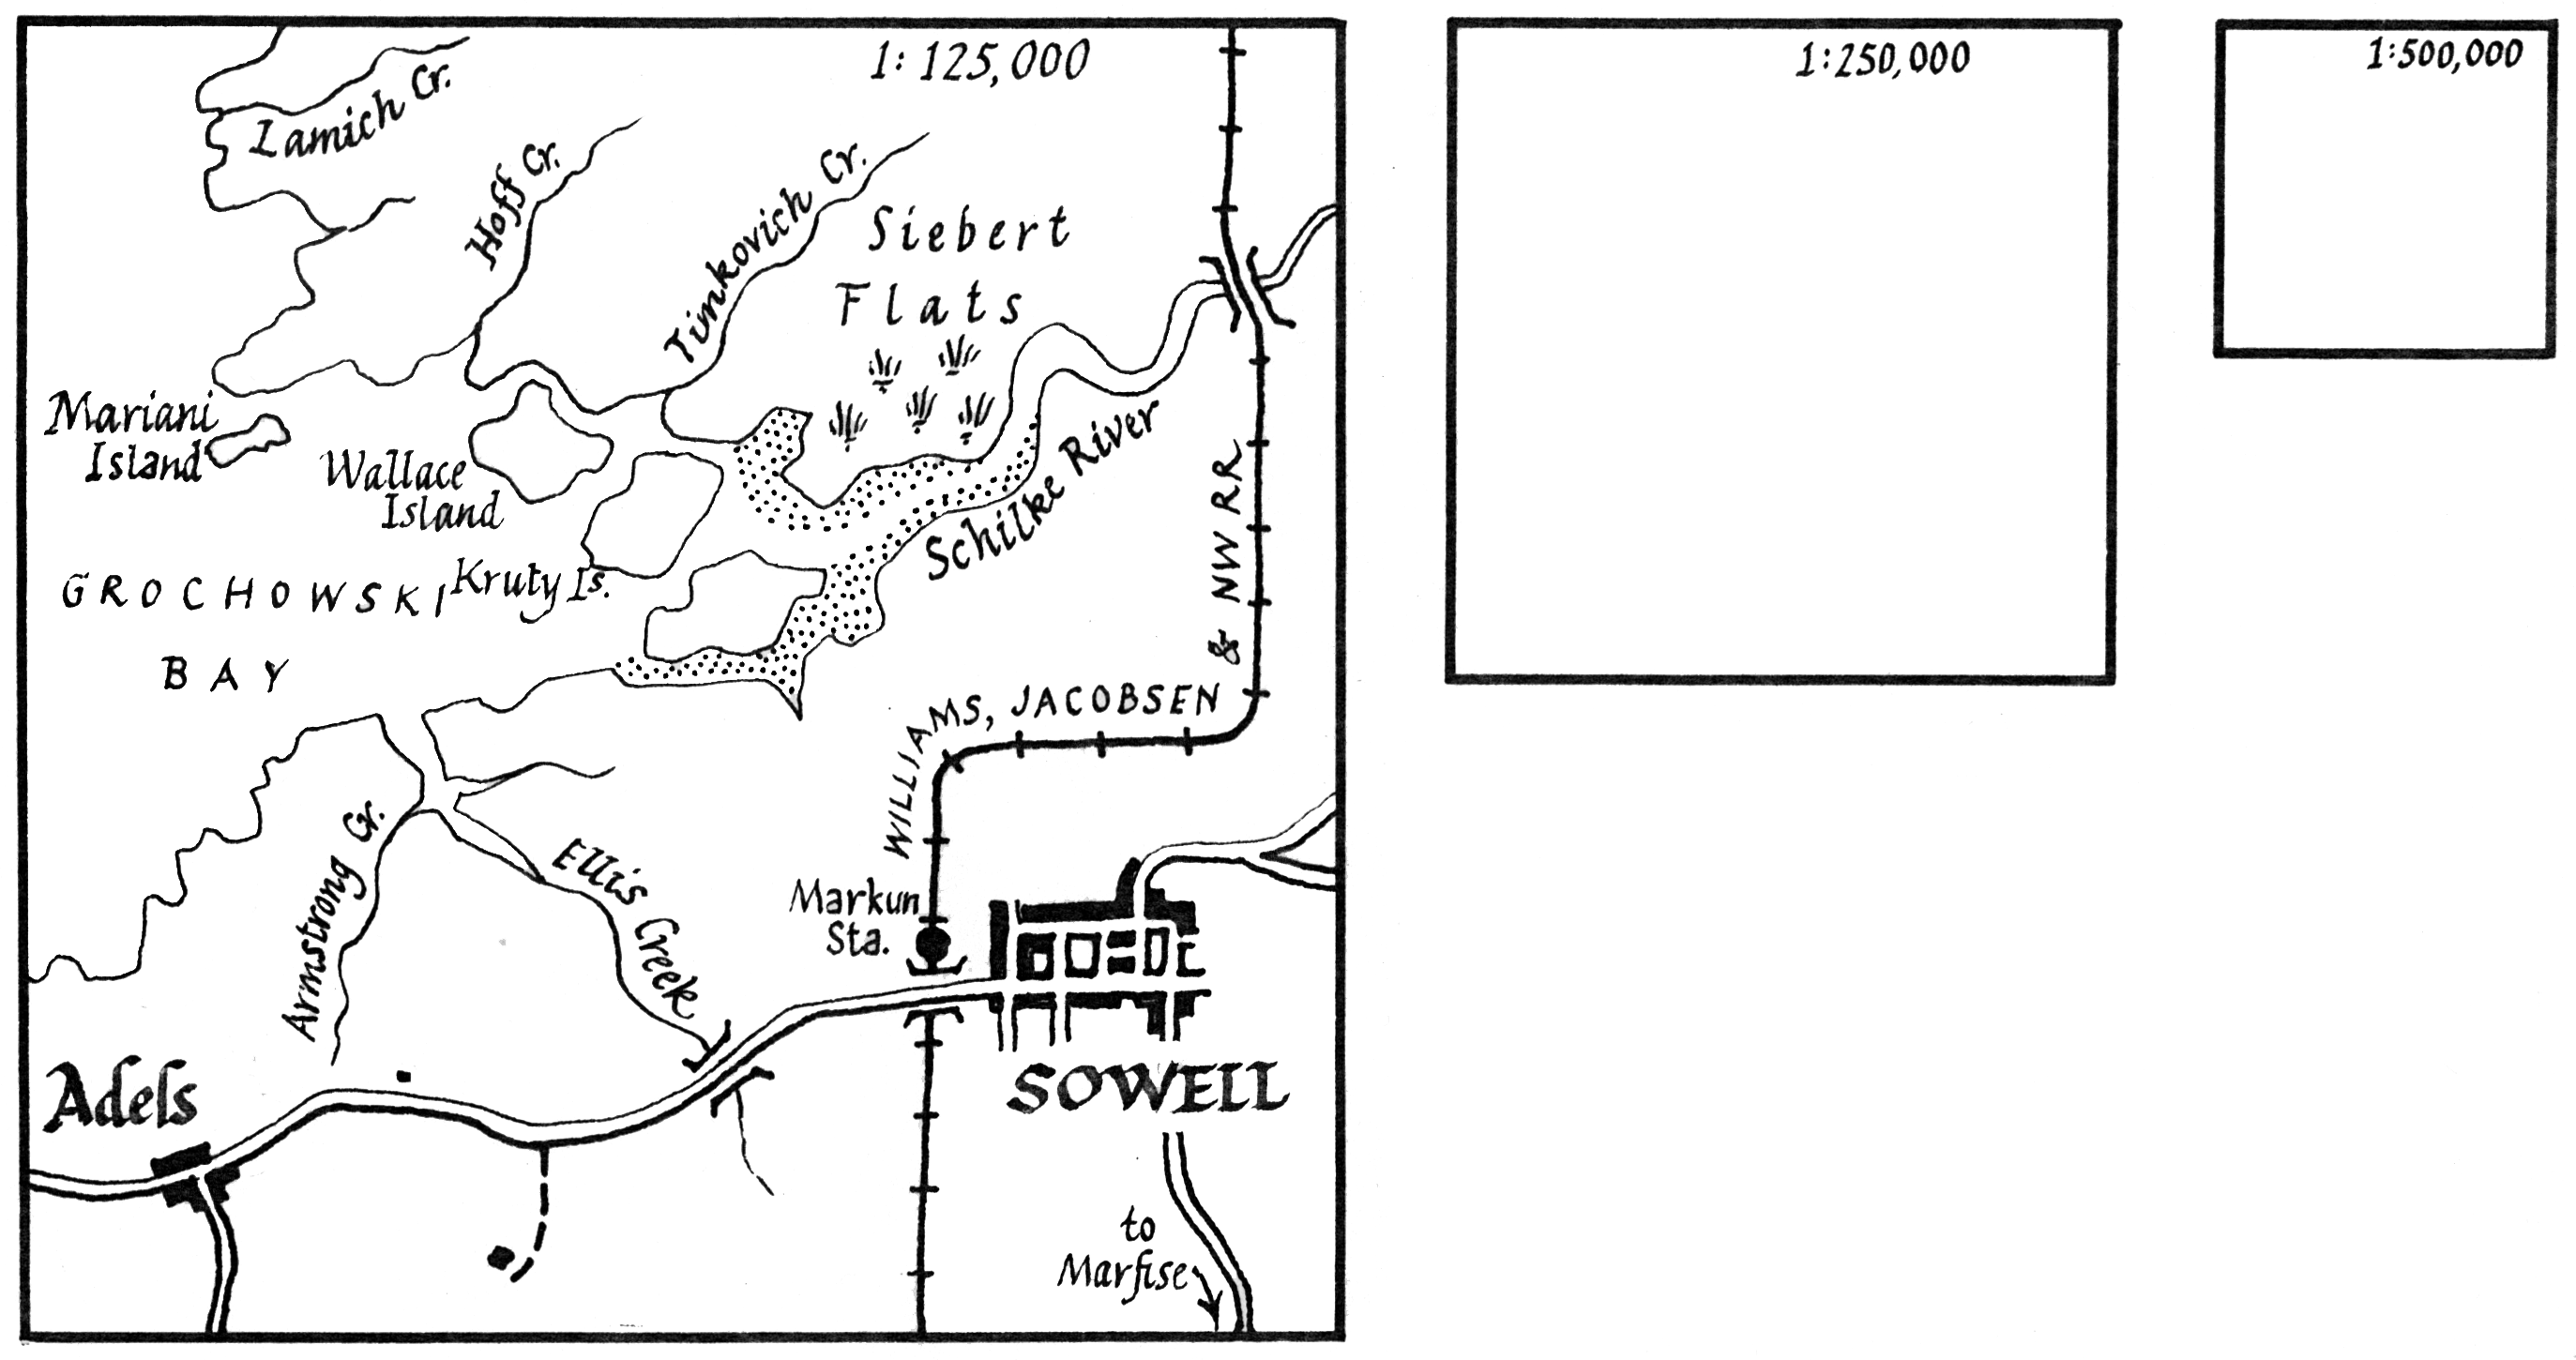 1:125,000
Lamich Cr.
Hoff Cr.
Timkovich Cr.
Siebert
Flats
Mariani
Island
Wallace
Island
Schilke River
GROCHOWSKI
BAY
Kruty Is.
WILLIAMS, JACOBSEN & NW RR
Armstrong Cr.
Ellis Creek
Markun
Sta.
Adels
SOWELL
to
Marfise
1:250,000
1:500,000